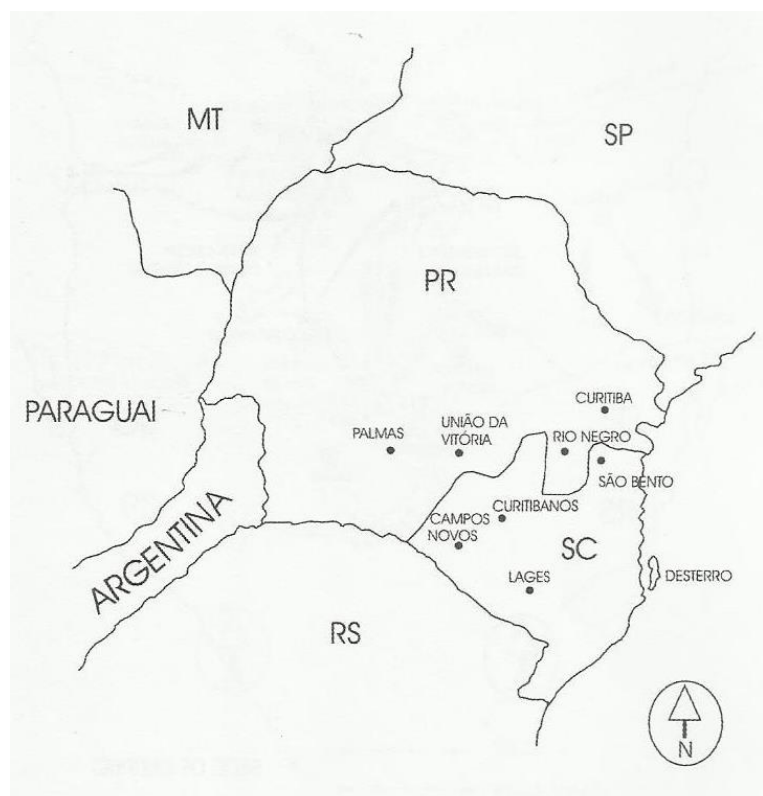 MT
SP
PR
CURITIBA
PARAGUAI
PALMAS
UNIÃO DA
VITÓRIA
RIO NEGRO
SÃO BENTO
CURITIBANOS
CAMPOS
NOVOS
ARGENTINA
SC
LAGES
DESTERRO
RS
N